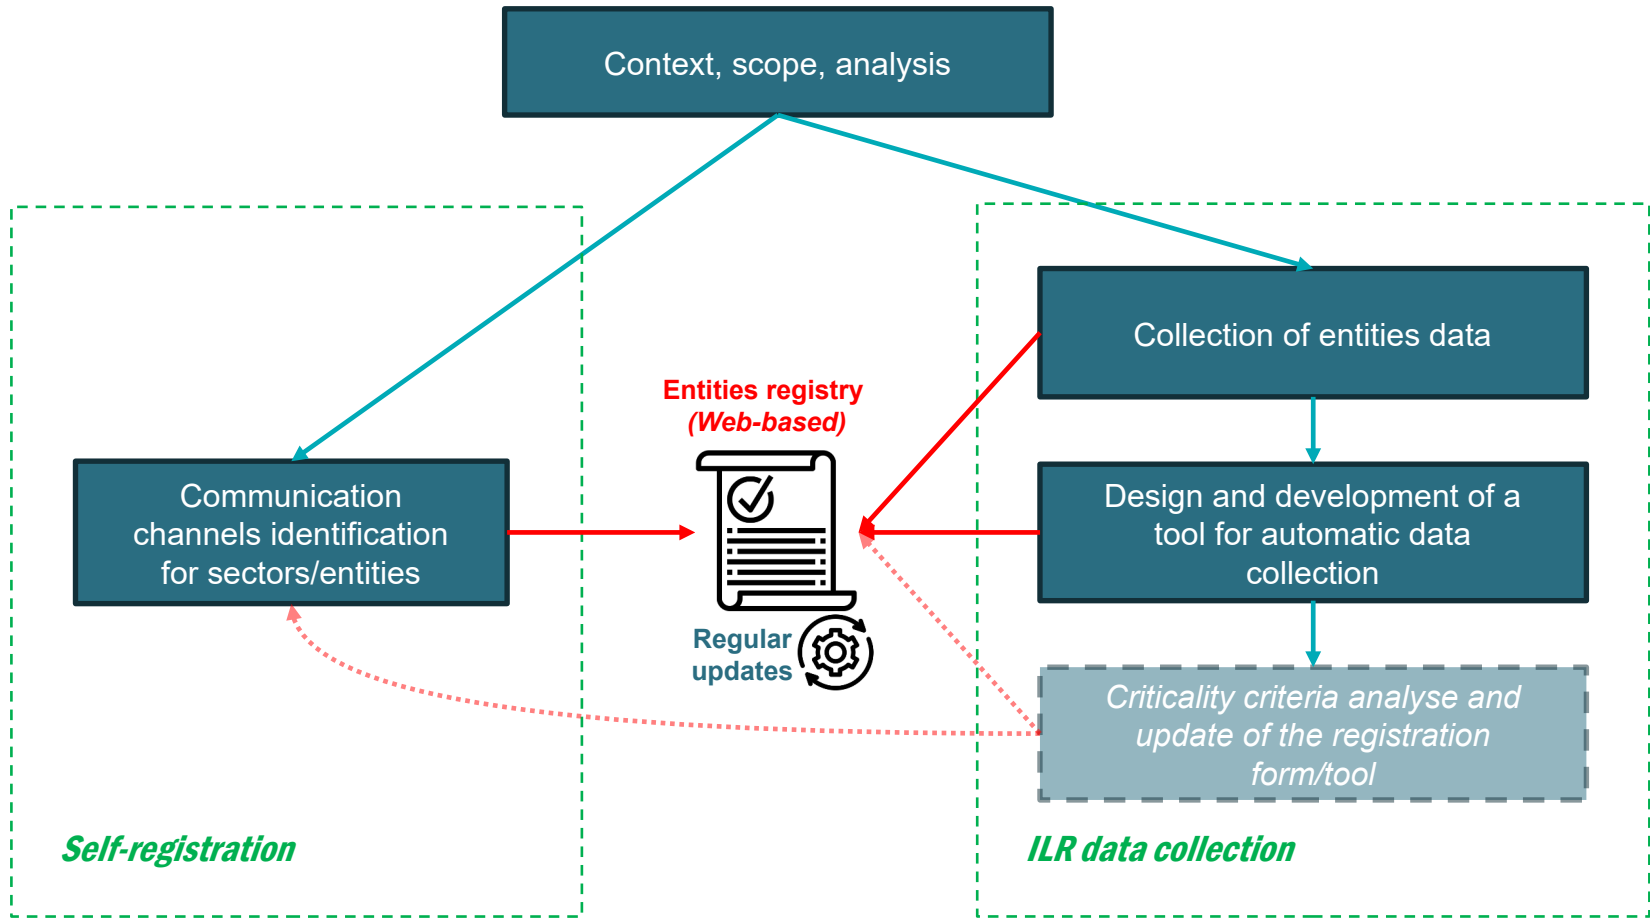 Context, scope, analysis
Collection of entities data
Entities registry
(Web-based)
Communication
channels identification
for sectors/entities
Design and development of a
tool for automatic data
collection
Regular
updates
Criticality criteria analyse and
update of the registration
form/tool
Self-registration
ILR data collection